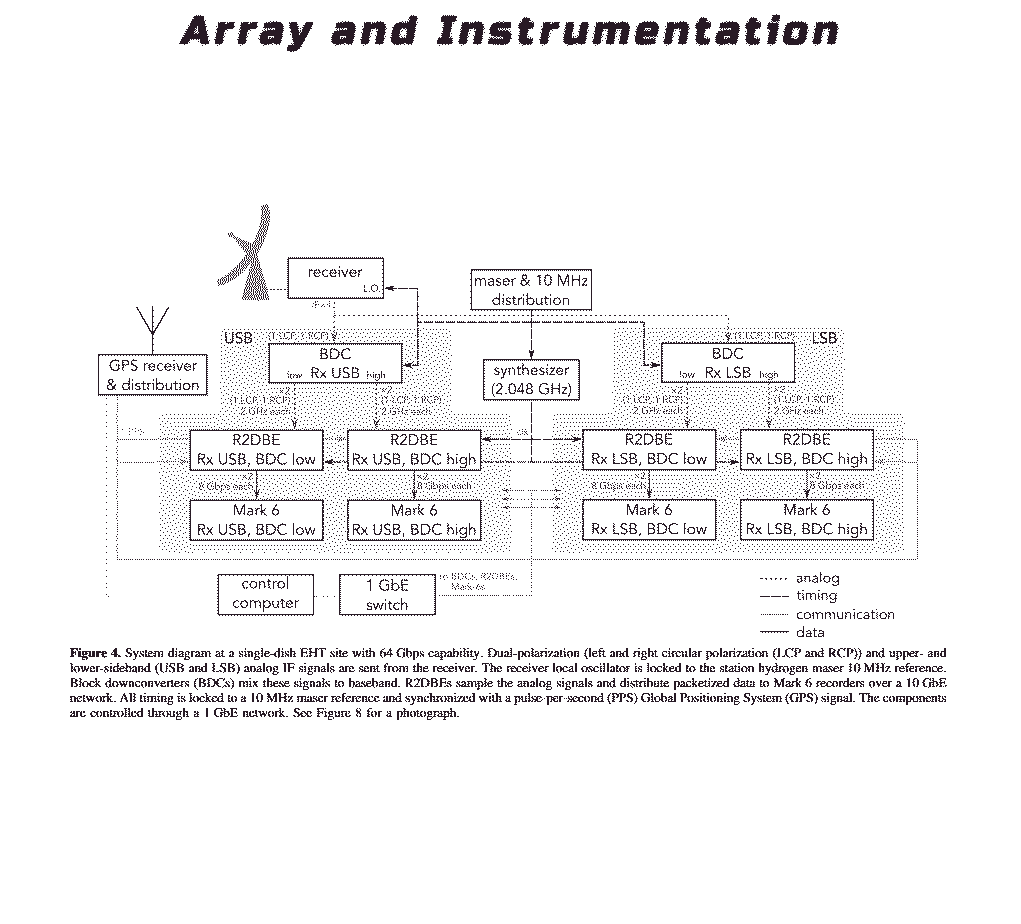 Array and Instrumentation
receiver
L.O.
maser & 10 MHz
distribution
USB
(1 LCP, 1 RCP)
(1 LCP, 1 RCP)
LSB
GPS receiver
& distribution
BDC
low Rx USB high
synthesizer
(2.048 GHz)
BDC
low Rx LSB high
x2
(1 LCP, 1 RCP)
2 GHz each
x2
(1 LCP, 1 RCP)
2 GHz each
x2
(1 LCP, 1 RCP)
2 GHz each
x2
(1 LCP, 1 RCP)
2 GHz each
R2DBE
Rx USB, BDC low
R2DBE
Rx USB, BDC high
R2DBE
Rx LSB, BDC low
R2DBE
Rx LSB, BDC high
x2
8 Gbps each
x2
8 Gbps each
x2
8 Gbps each
x2
8 Gbps each
Mark 6
Rx USB, BDC low
Mark 6
Rx USB, BDC high
Mark 6
Rx LSB, BDC low
Mark 6
Rx LSB, BDC high
control
computer
1 GbE
switch
to BDCs, R2DBEs,
Mark 6s
analog
timing
communication
data
Figure 4. System diagram at a single-dish EHT site with 64 Gbps capability. Dual-polarization (left and right circular polarization (LCP and RCP)) and upper- and
lower-sideband (USB and LSB) analog IF signals are sent from the receiver. The receiver local oscillator is locked to the station hydrogen maser 10 MHz reference.
Block downconverters (BDCs) mix these signals to baseband. R2DBEs sample the analog signals and distribute packetized data to Mark 6 recorders over a 10 GbE
network. All timing is locked to a 10 MHz maser reference and synchronized with a pulse-per-second (PPS) Global Positioning System (GPS) signal. The components
are controlled through a 1 GbE network. See Figure 8 for a photograph.